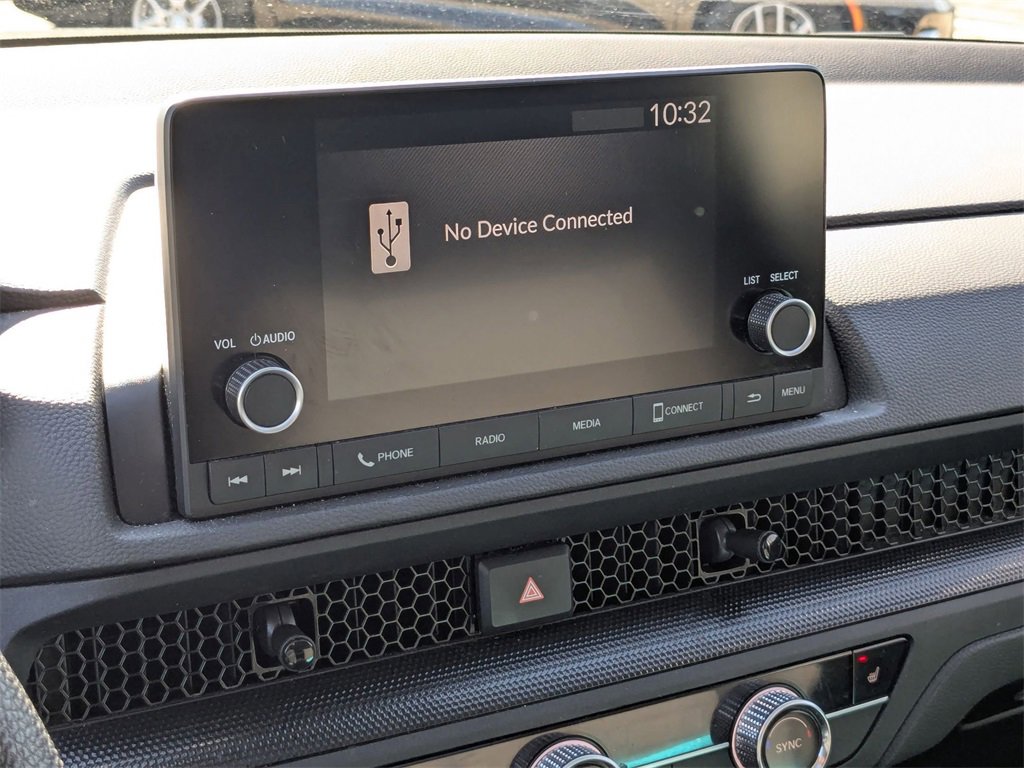 10:32
No Device Connected
LIST SELECT
VOL AUDIO
PHONE
RADIO
MEDIA
CONNECT
MENU
SYNC